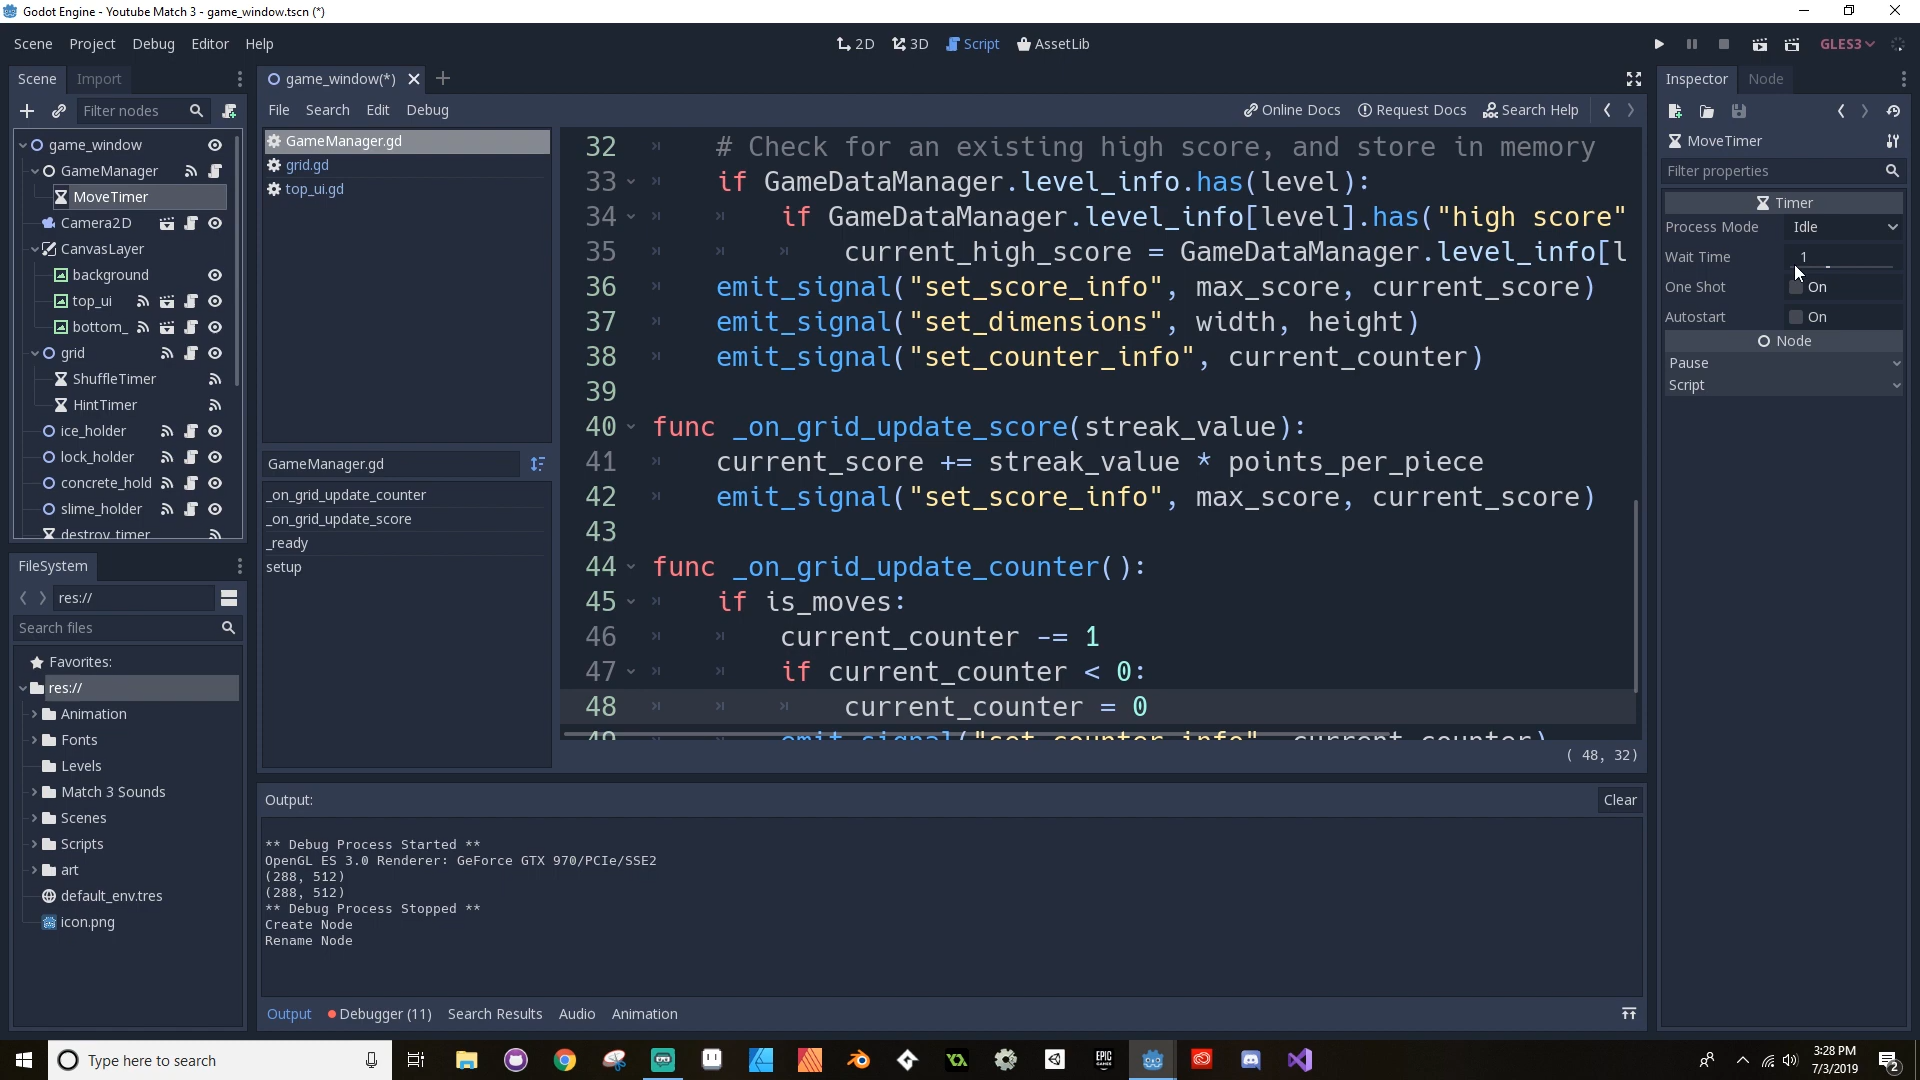 Godot Engine - Youtube Match 3 - game_window.tscn (*)
Scene Project Debug Editor Help
2D 3D Script AssetLib
GLES3
Scene Import
Filter nodes
game_window
GameManager
MoveTimer
Camera2D
CanvasLayer
background
top_ui
bottom_
grid
ShuffleTimer
HintTimer
ice_holder
lock_holder
concrete_hold
slime_holder
destroy_timer
FileSystem
res://
Search files
Favorites:
res://
Animation
Fonts
Levels
Match 3 Sounds
Scenes
Scripts
art
default_env.tres
icon.png
game_window(*)
File Search Edit Debug
Online Docs Request Docs Search Help
GameManager.gd
grid.gd
top_ui.gd
GameManager.gd
_on_grid_update_counter
_on_grid_update_score
_ready
setup
32 # Check for an existing high score, and store in memory
33 if GameDataManager.level_info.has(level):
34 if GameDataManager.level_info[level].has("high score"
35 current_high_score = GameDataManager.level_info[l
36 emit_signal("set_score_info", max_score, current_score)
37 emit_signal("set_dimensions", width, height)
38 emit_signal("set_counter_info", current_counter)
39
40 func _on_grid_update_score(streak_value):
41 current_score += streak_value * points_per_piece
42 emit_signal("set_score_info", max_score, current_score)
43
44 func _on_grid_update_counter():
45 if is_moves:
46 current_counter -= 1
47 if current_counter < 0:
48 current_counter = 0
49 emit_signal("set_counter_info", current_counter)
( 48, 32)
Output:
Clear
** Debug Process Started **
OpenGL ES 3.0 Renderer: GeForce GTX 970/PCIe/SSE2
(288, 512)
(288, 512)
** Debug Process Stopped **
Create Node
Rename Node
Output Debugger (11) Search Results Audio Animation
Inspector Node
MoveTimer
Filter properties
Timer
Process Mode Idle
Wait Time 1
One Shot On
Autostart On
Node
Pause
Script
Type here to search
EPIC GAMES
3:28 PM
7/3/2019
2